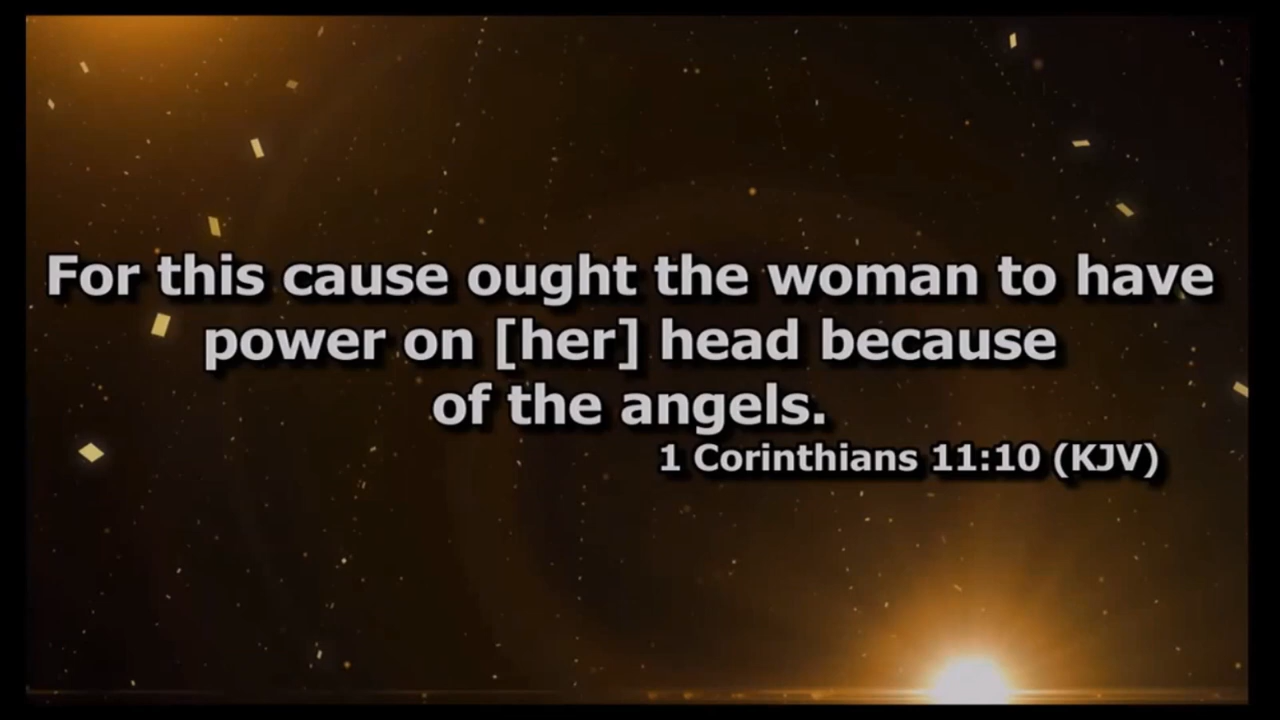 For this cause ought the woman to have
power on [her] head because
of the angels.
1 Corinthians 11:10 (KJV)